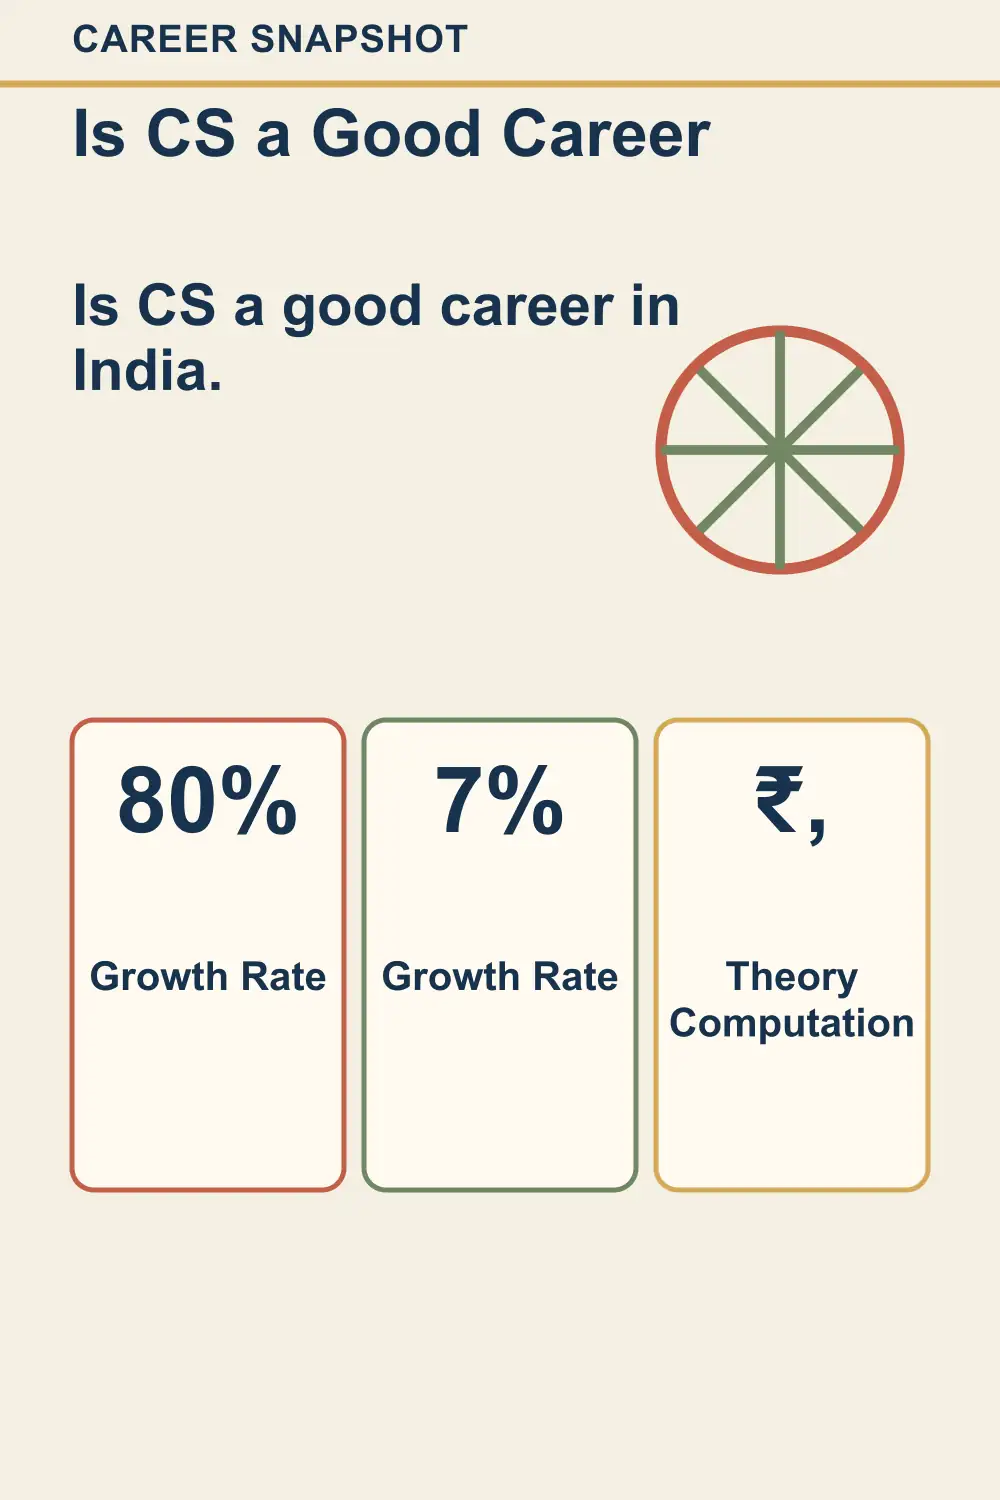 CAREER SNAPSHOT
Is CS a Good Career
Is CS a good career in
India.
80%
Growth Rate
7%
Growth Rate
₹,
Theory
Computation